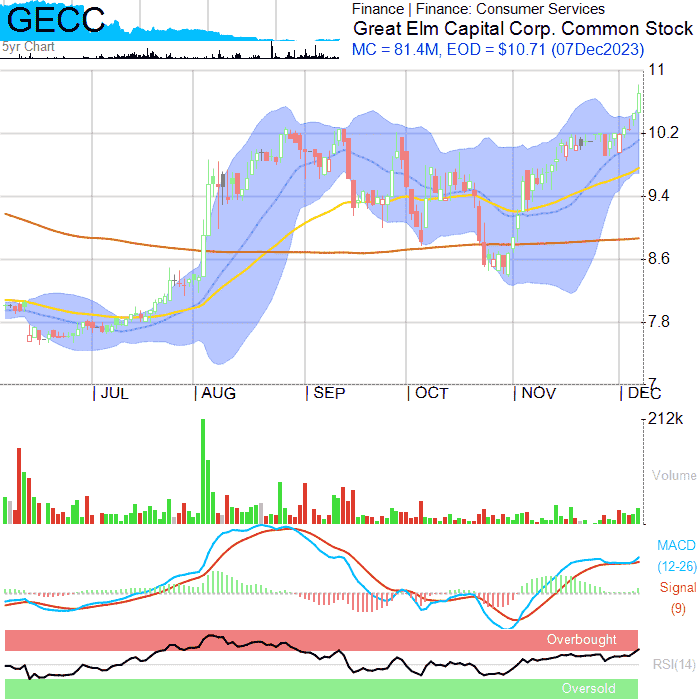 GECC
5yr Chart
Finance | Finance: Consumer Services
Great Elm Capital Corp. Common Stock
MC = 81.4M, EOD = $10.71 (07Dec2023)
11
10.2
9.4
8.6
7.8
7
JUL AUG SEP OCT NOV DEC
212k
Volume
MACD
(12-26)
Signal
(9)
Overbought
RSI(14)
Oversold